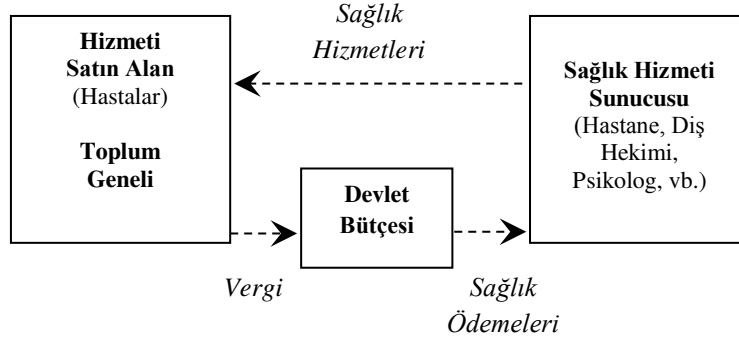 Sağlık
Hizmetleri
Hizmeti
Satın Alan
(Hastalar)
Toplum
Geneli
Sağlık Hizmeti
Sunucusu
(Hastane, Diş
Hekimi,
Psikolog, vb.)
Devlet
Bütçesi
Vergi
Sağlık
Ödemeleri